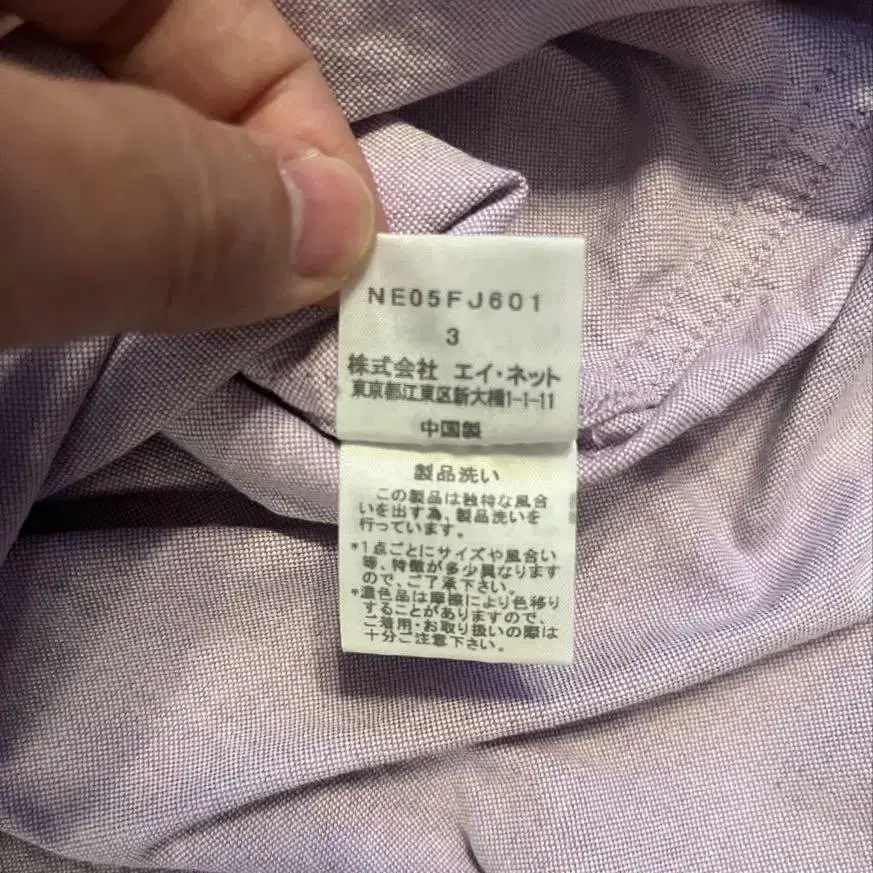 NE05FJ601
3
株式会社 エイ・ネット
東京都江東区新大橋1-1-11
中国製
製品洗い
この製品は独特な風合
いを出す為、製品洗いを
行っています。
*1点ごとにサイズや風合い
等、特徴が多少異なります
ので、ご了承下さい。
*濃色品は摩擦により色移り
することがありますので、
ご着用・お取り扱いの際は
十分ご注意下さい。